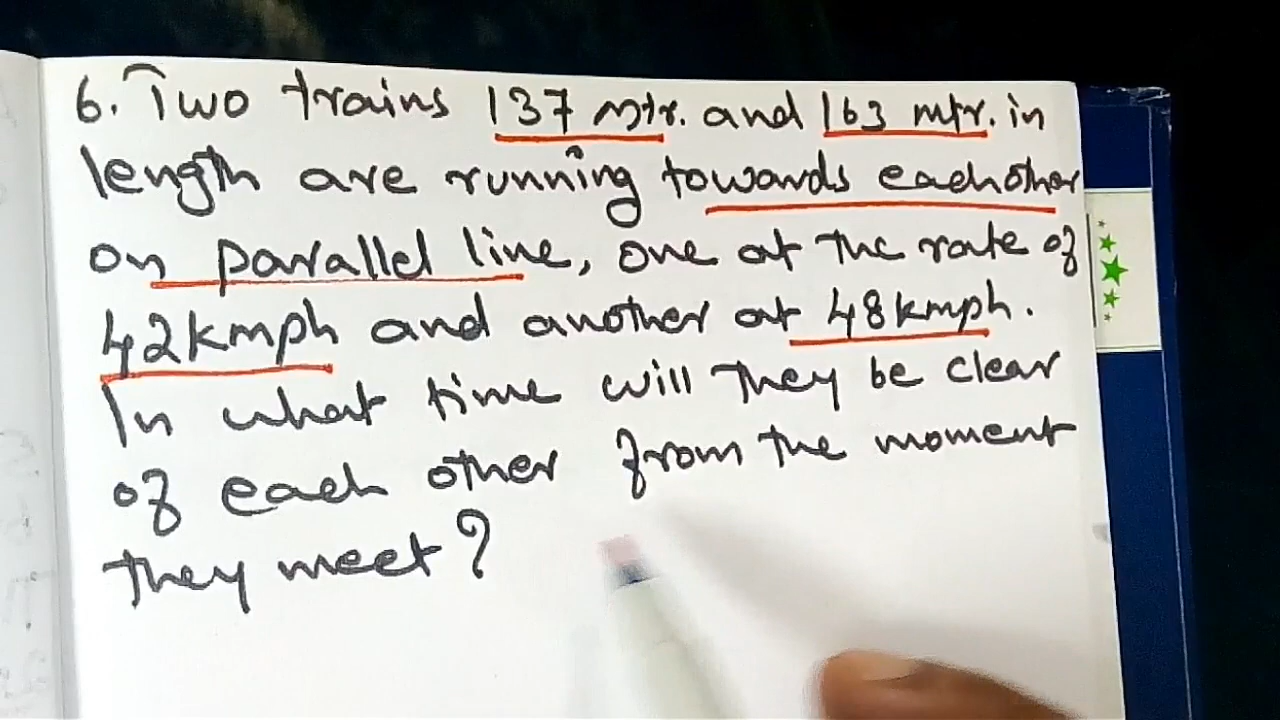 6. Two trains 137 mtr. and 163 mtr. in
length are running towards eachother
on parallel line, one at the rate of
42kmph and another at 48kmph.
In what time will they be clear
of each other from the moment
they meet?